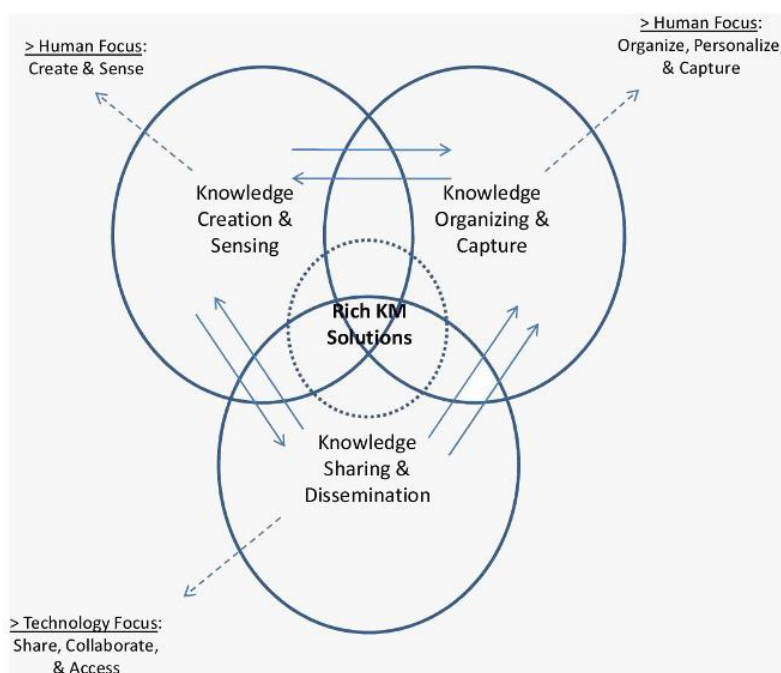 > Human Focus:
Create & Sense
> Human Focus:
Organize, Personalize,
& Capture
Knowledge
Creation &
Sensing
Knowledge
Organizing &
Capture
Rich KM
Solutions
Knowledge
Sharing &
Dissemination
> Technology Focus:
Share, Collaborate,
& Access